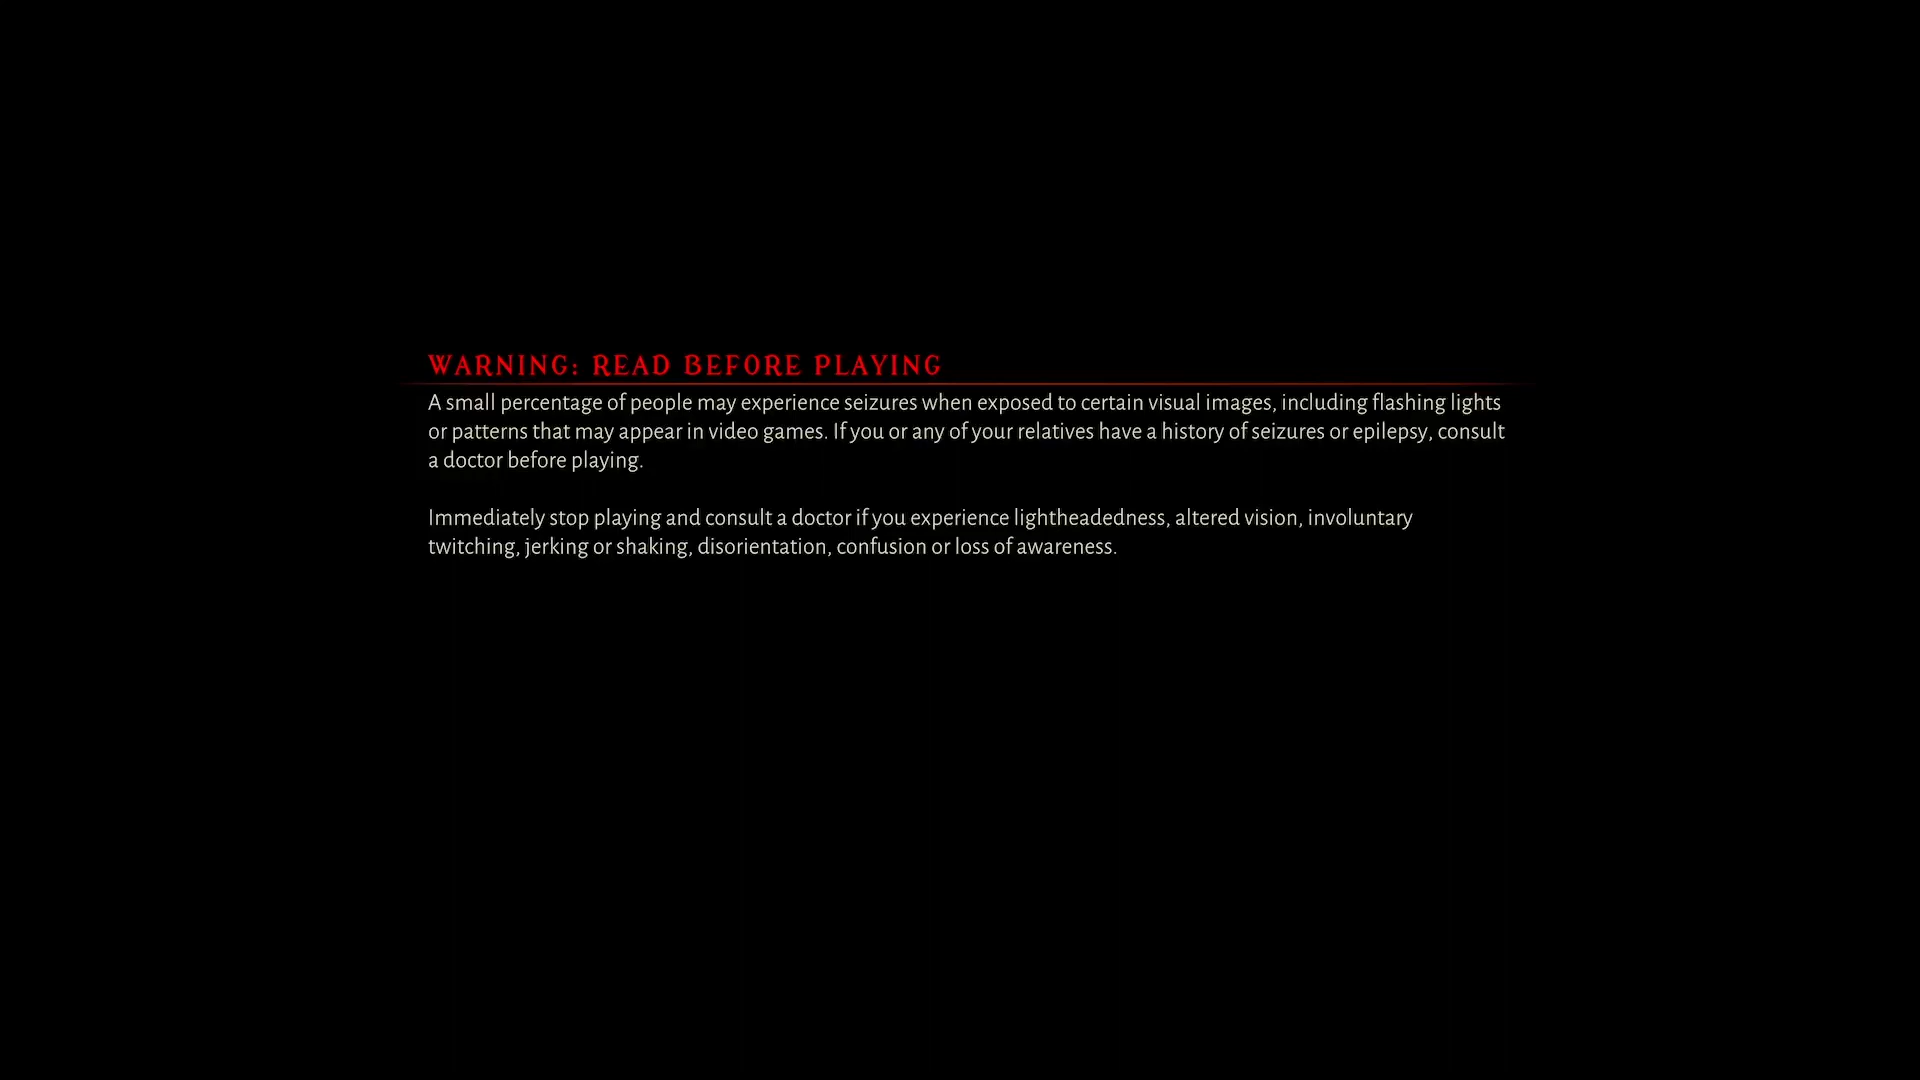 WARNING: READ BEFORE PLAYING
A small percentage of people may experience seizures when exposed to certain visual images, including flashing lights
or patterns that may appear in video games. If you or any of your relatives have a history of seizures or epilepsy, consult
a doctor before playing.
Immediately stop playing and consult a doctor if you experience lightheadedness, altered vision, involuntary
twitching, jerking or shaking, disorientation, confusion or loss of awareness.